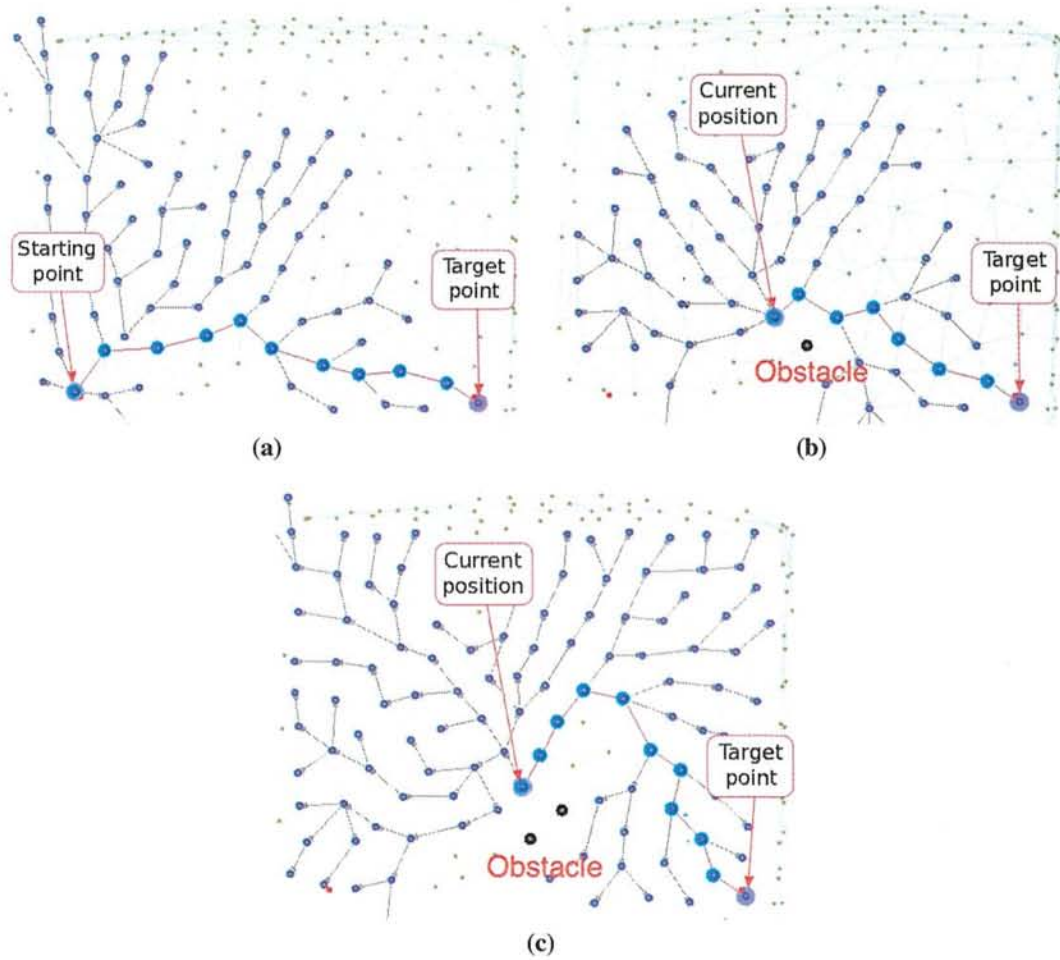 Starting
point
Target
point
(a)
Current
position
Target
point
Obstacle
(b)
Current
position
Target
point
Obstacle
(c)